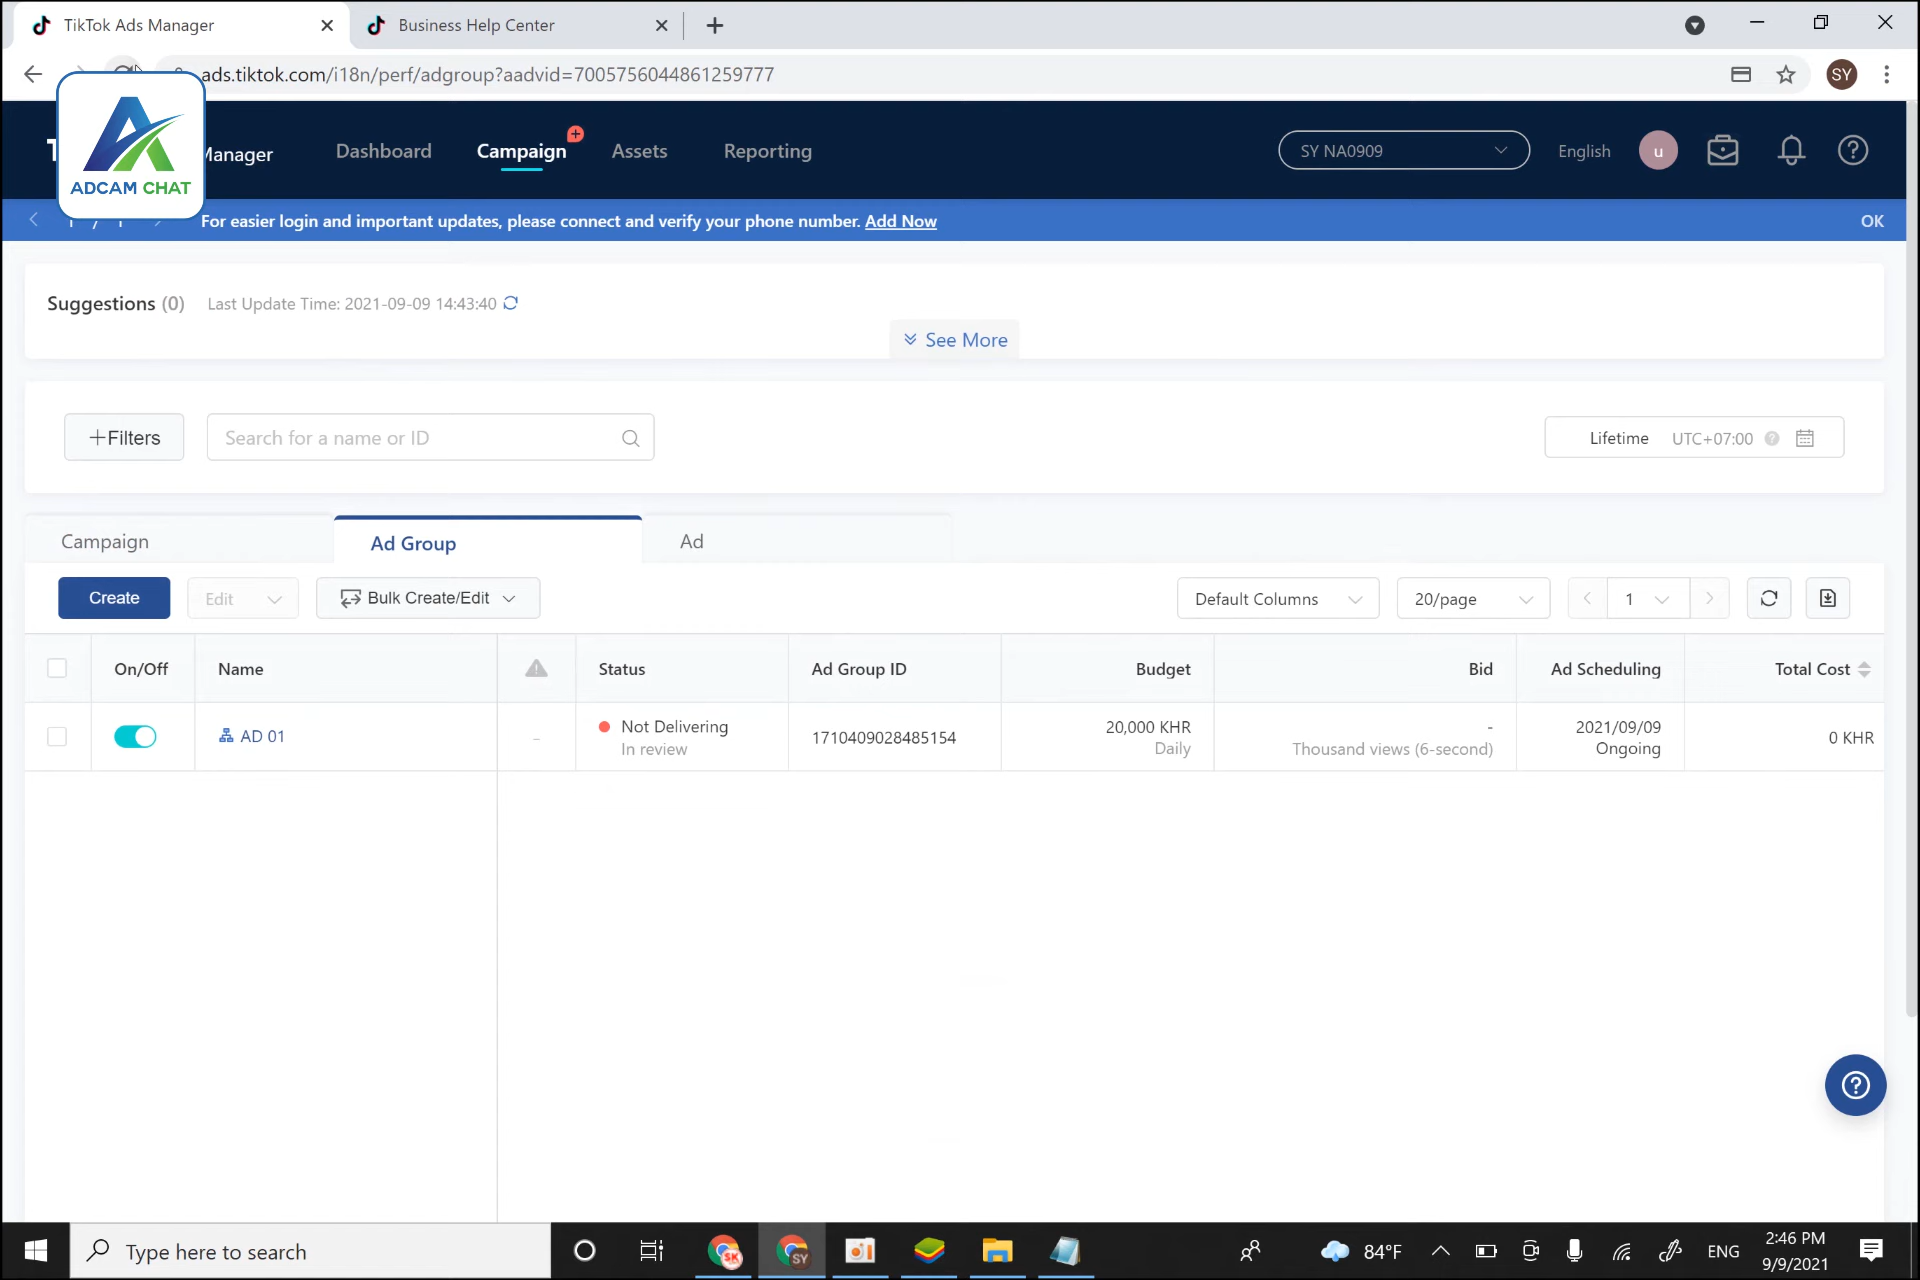 TikTok Ads Manager
Business Help Center
ads.tiktok.com/i18n/perf/adgroup?aadvid=7005756044861259777
SY
ADCAM CHAT
Manager
Dashboard
Campaign
Assets
Reporting
SY NA0909
English
u
For easier login and important updates, please connect and verify your phone number. Add Now
OK
Suggestions (0)
Last Update Time: 2021-09-09 14:43:40
See More
+Filters
Search for a name or ID
Lifetime UTC+07:00
Campaign
Ad Group
Ad
Create
Edit
Bulk Create/Edit
Default Columns
20/page
1
On/Off
Name
Status
Ad Group ID
Budget
Bid
Ad Scheduling
Total Cost
AD 01
-
Not Delivering
In review
1710409028485154
20,000 KHR
Daily
-
Thousand views (6-second)
2021/09/09
Ongoing
0 KHR
Type here to search
SK
SY
84°F
ENG
2:46 PM
9/9/2021